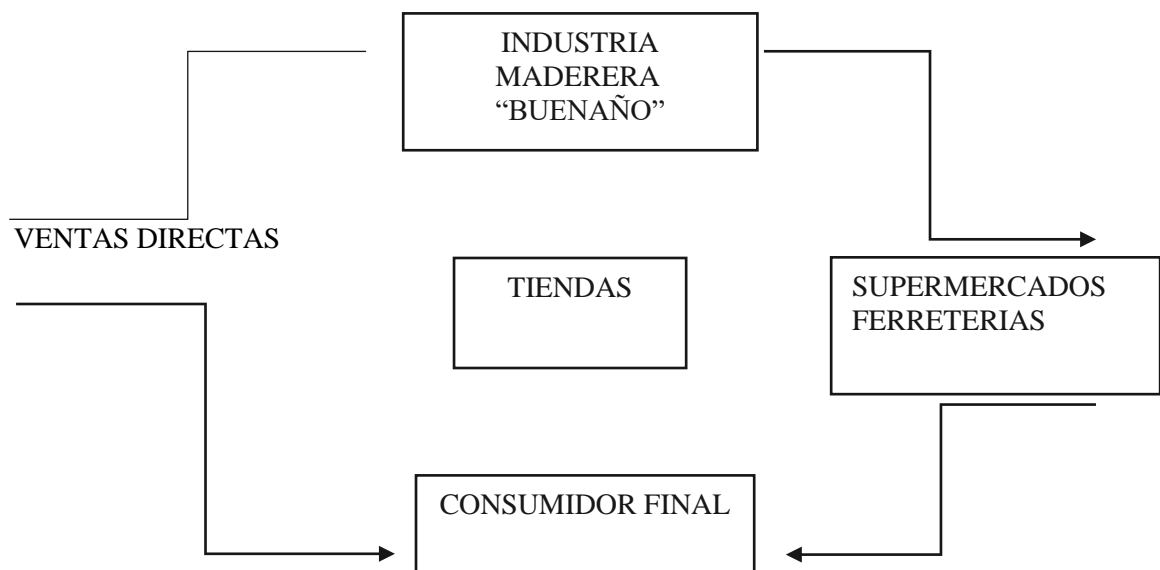 INDUSTRIA
MADERERA
“BUENAÑO”
VENTAS DIRECTAS
TIENDAS
SUPERMERCADOS
FERRETERIAS
CONSUMIDOR FINAL